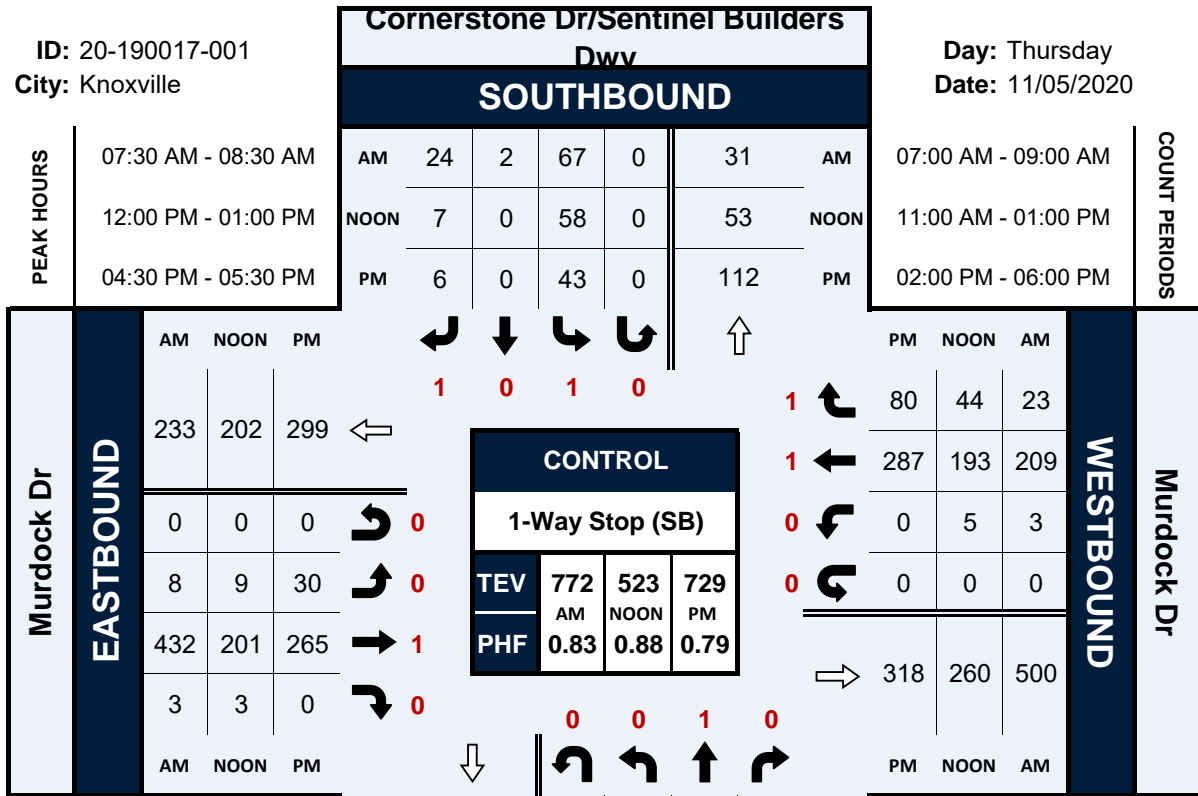 Cornerstone Dr/Sentinel Builders
Dwy
ID: 20-190017-001
City: Knoxville
Day: Thursday
Date: 11/05/2020
SOUTHBOUND
PEAK HOURS
07:30 AM - 08:30 AM
12:00 PM - 01:00 PM
04:30 PM - 05:30 PM
AM 24 2 67 0 31 AM
NOON 7 0 58 0 53 NOON
PM 6 0 43 0 112 PM
07:00 AM - 09:00 AM
11:00 AM - 01:00 PM
02:00 PM - 06:00 PM
COUNT PERIODS
1 0 1 0
Murdock Dr
EASTBOUND
AM NOON PM
233 202 299
0 0 0 0
8 9 30 0
432 201 265 1
3 3 0 0
AM NOON PM
CONTROL
1-Way Stop (SB)
TEV 772 523 729
AM NOON PM
PHF 0.83 0.88 0.79
PM NOON AM
1 80 44 23
1 287 193 209
0 0 5 3
0 0 0 0
318 260 500
PM NOON AM
WESTBOUND
Murdock Dr
0 0 1 0